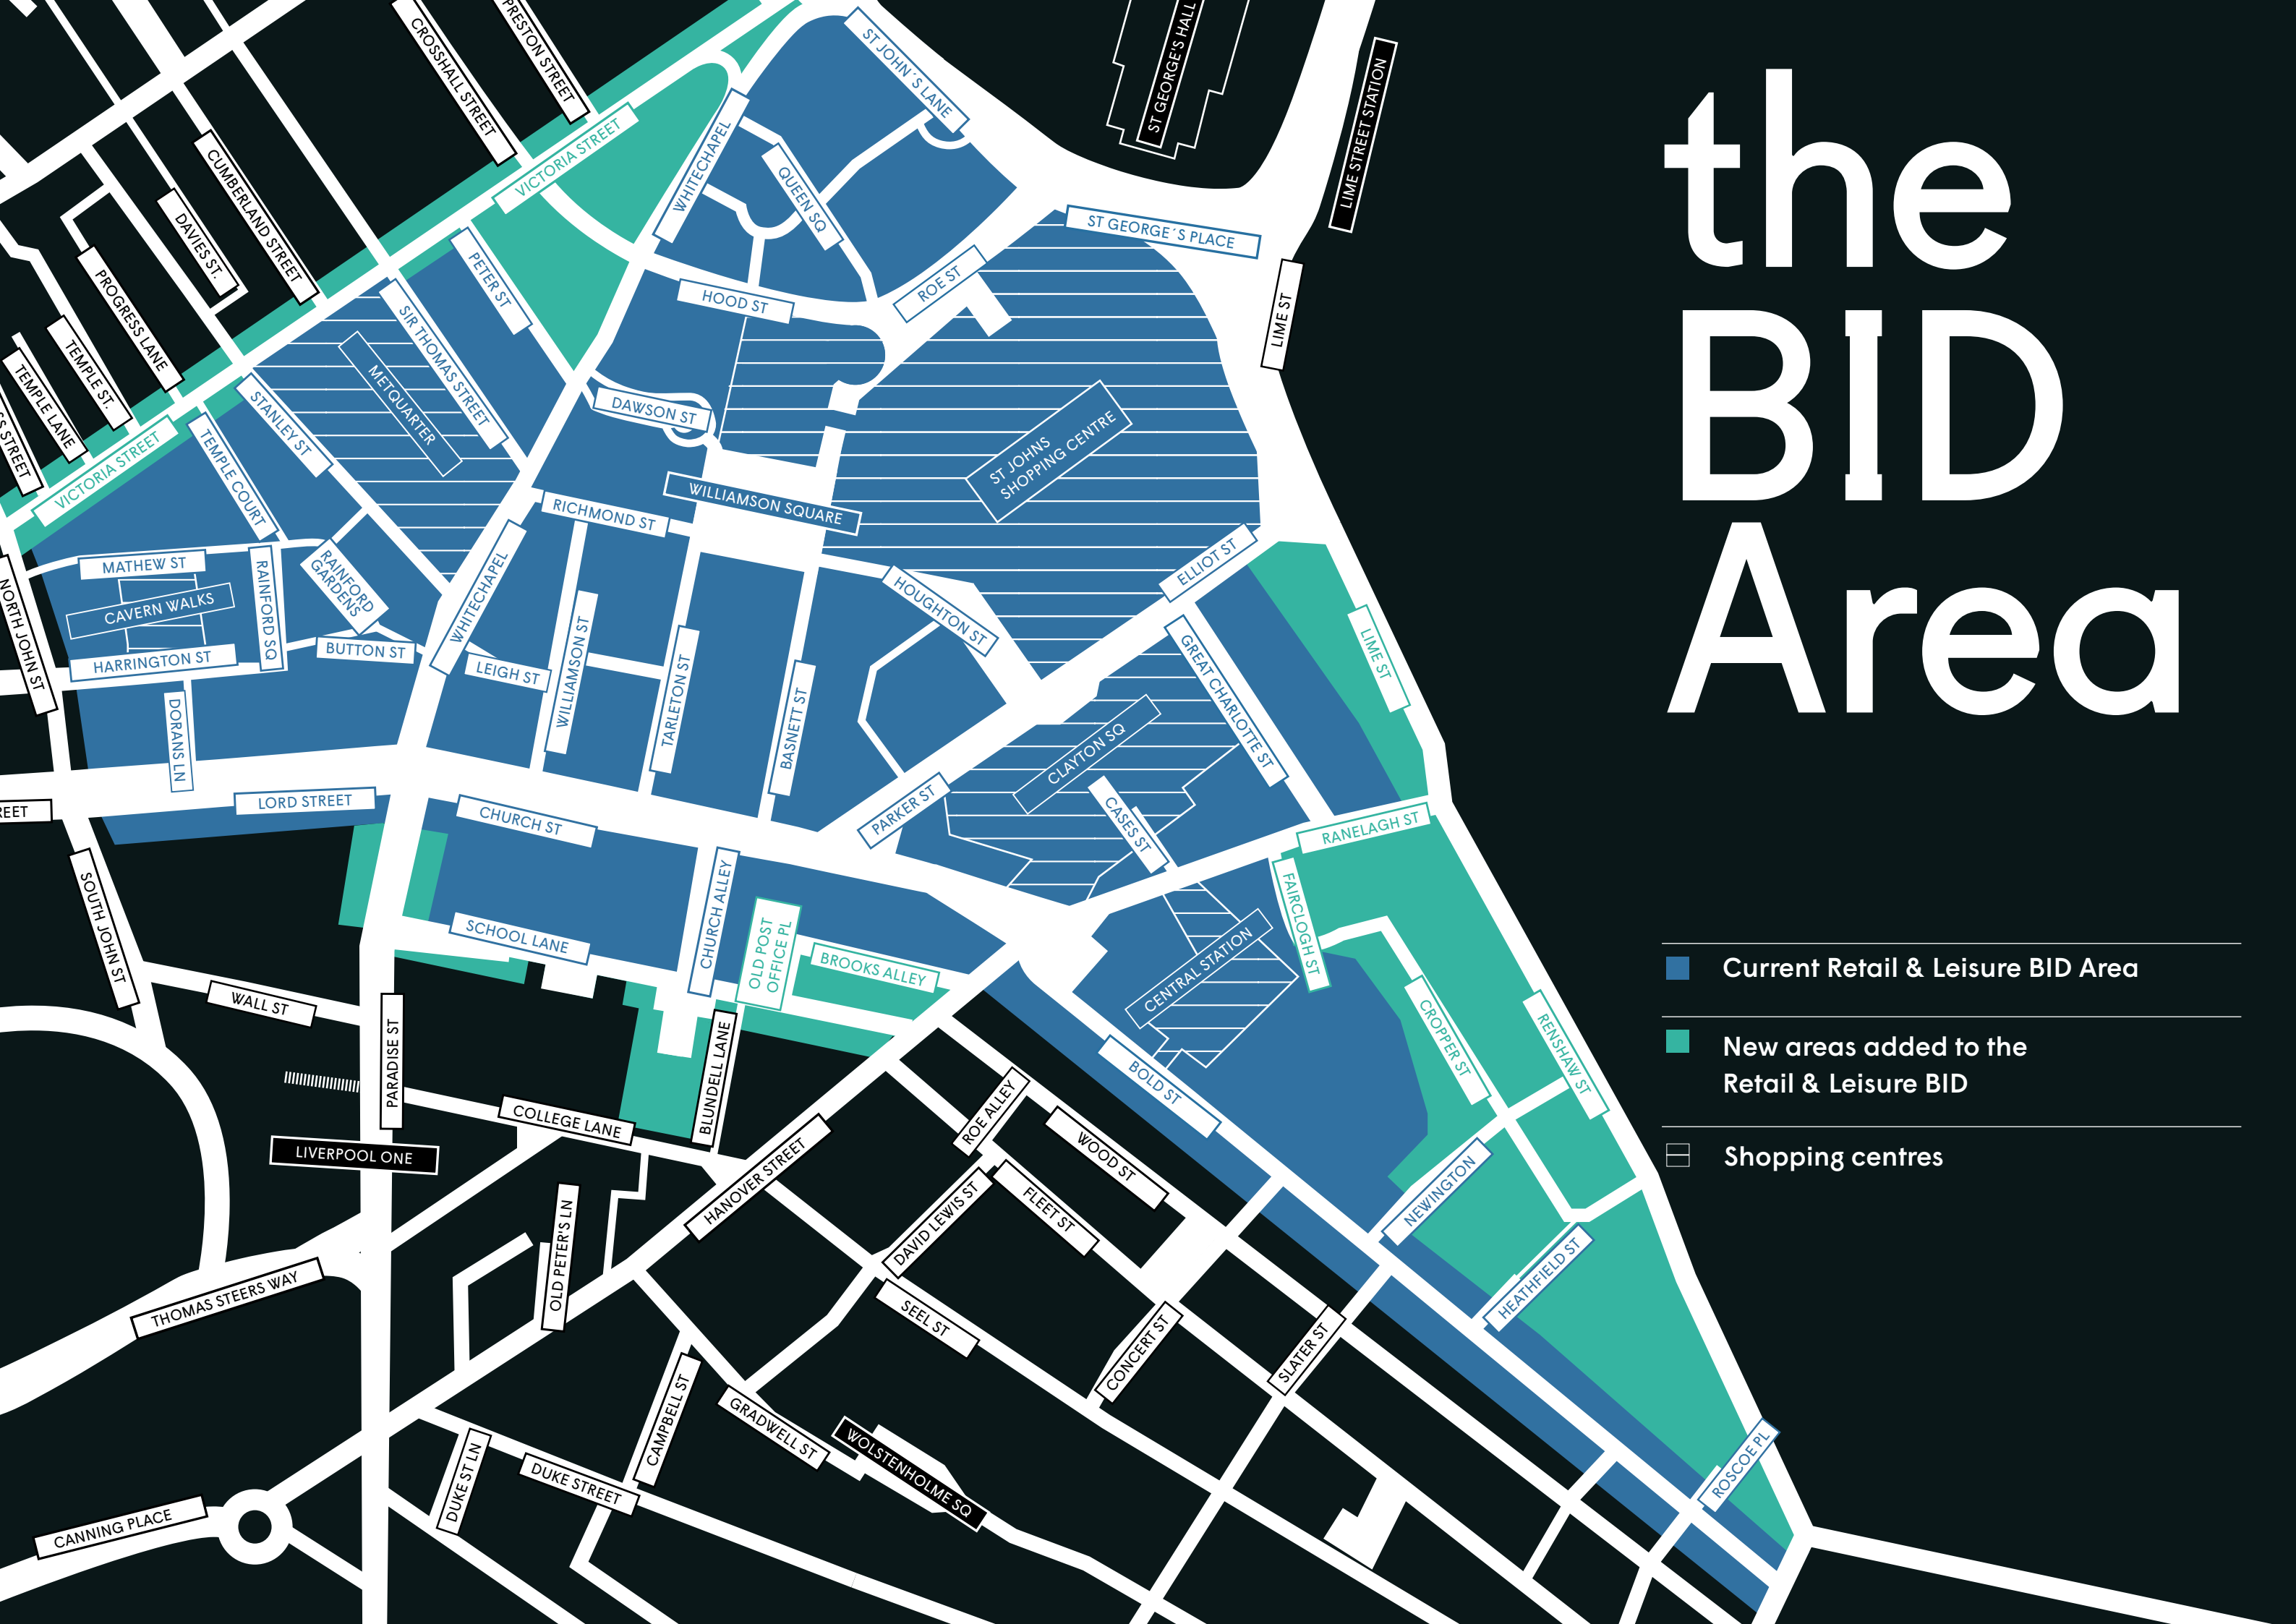 the
BID
Area
Current Retail & Leisure BID Area
New areas added to the
Retail & Leisure BID
Shopping centres
CROSSHALL STREET
PRESTON STREET
ST JOHN´S LANE
ST GEORGE'S HALL
LIME STREET STATION
VICTORIA STREET
WHITECHAPEL
QUEEN SQ
CUMBERLAND STREET
DAVIES ST.
PROGRESS LANE
TEMPLE ST.
TEMPLE LANE
STREET
PETER ST
HOOD ST
ROE ST
ST GEORGE´S PLACE
LIME ST
SIR THOMAS STREET
METQUARTER
STANLEY ST
TEMPLE COURT
VICTORIA STREET
DAWSON ST
WILLIAMSON SQUARE
RICHMOND ST
ST JOHNS
SHOPPING CENTRE
MATHEW ST
CAVERN WALKS
HARRINGTON ST
RAINFORD SQ
RAINFORD
GARDENS
BUTTON ST
NORTH JOHN ST
WHITECHAPEL
LEIGH ST
WILLIAMSON ST
TARLETON ST
BASNETT ST
HOUGHTON ST
ELLIOT ST
GREAT CHARLOTTE ST
LIME ST
DORANS LN
LORD STREET
REET
CHURCH ST
PARKER ST
CLAYTON SQ
CASES ST
RANELAGH ST
SOUTH JOHN ST
SCHOOL LANE
CHURCH ALLEY
OLD POST
OFFICE PL
BROOKS ALLEY
CENTRAL STATION
FAIRCLOGH ST
CROPPER ST
RENSHAW ST
WALL ST
PARADISE ST
COLLEGE LANE
BLUNDELL LANE
LIVERPOOL ONE
HANOVER STREET
ROE ALLEY
WOOD ST
BOLD ST
NEWINGTON
HEATHFIELD ST
OLD PETER'S LN
DAVID LEWIS ST
FLEET ST
THOMAS STEERS WAY
SEEL ST
CONCERT ST
SLATER ST
CAMPBELL ST
GRADWELL ST
WOLSTENHOLME SQ
DUKE ST LN
DUKE STREET
CANNING PLACE
ROSCOE PL